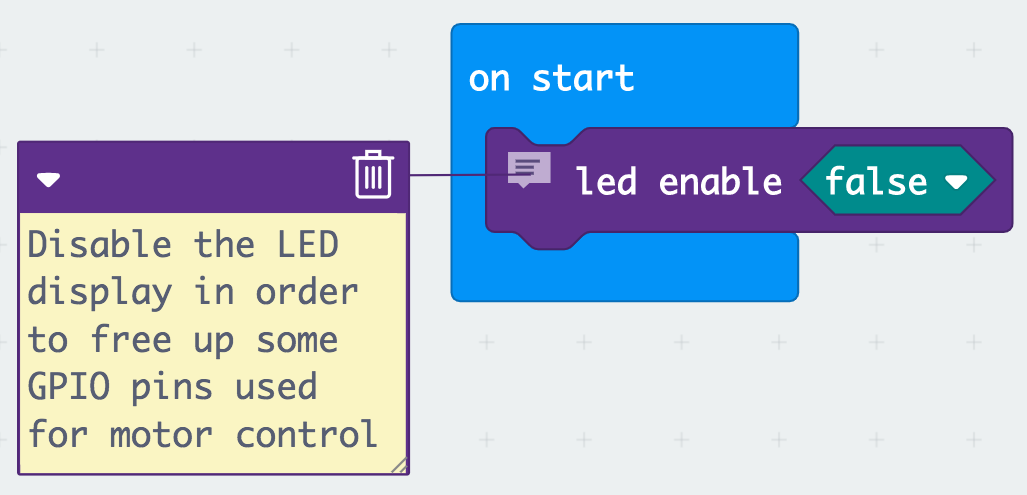 on start
led enable false
Disable the LED
display in order
to free up some
GPIO pins used
for motor control